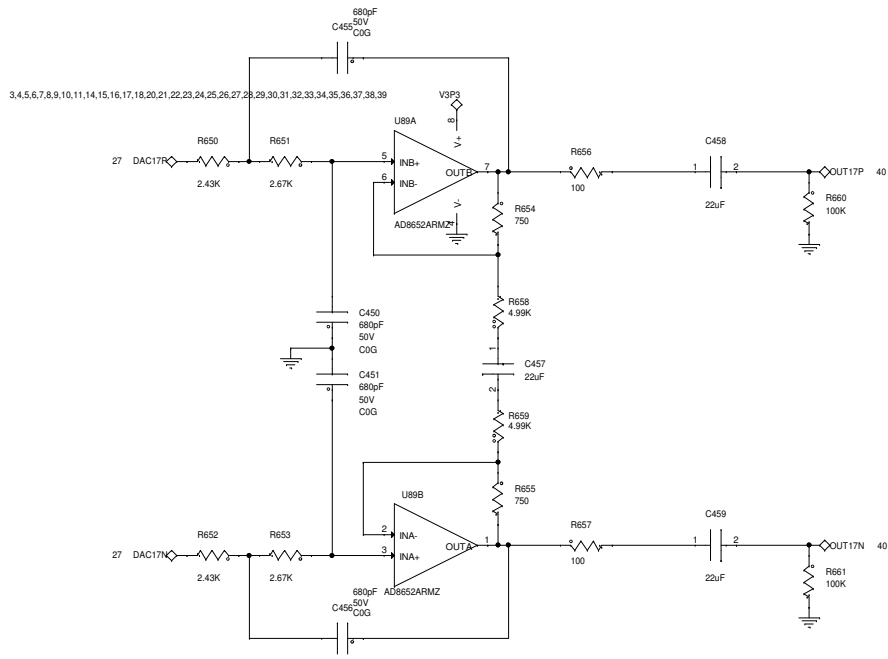 680pF
C455 50V
C0G
3,4,5,6,7,8,9,10,11,14,15,16,17,18,20,21,22,23,24,25,26,27,28,29,30,31,32,33,34,35,36,37,38,39
V3P3
8
V+
U89A
R650
R651
27 DAC17P
2.43K
2.67K
5 INB+
6 INB-
OUTB 7
V-
4
AD8652ARMZ
R656
100
C458
1 2
22uF
OUT17P 40
R660
100K
R654
750
R658
4.99K
C450
680pF
50V
C0G
C451
680pF
50V
C0G
1
C457
22uF
2
R659
4.99K
R655
750
U89B
2 INA-
3 INA+
OUTA 1
AD8652ARMZ
R652
R653
27 DAC17N
2.43K
2.67K
R657
100
C459
1 2
22uF
OUT17N 40
R661
100K
680pF
C456 50V
C0G